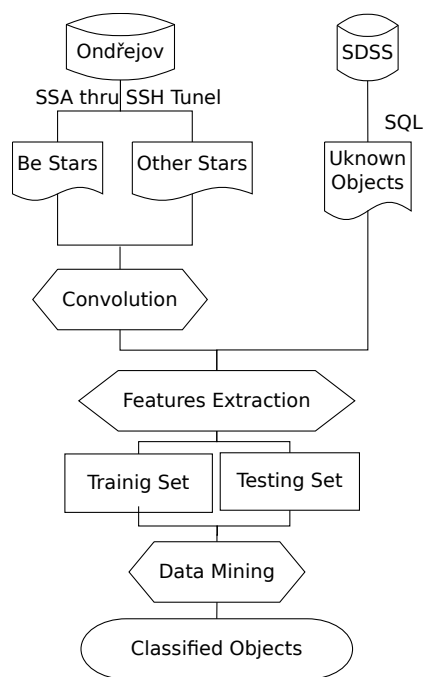 Ondřejov
SDSS
SSA thru SSH Tunel
SQL
Be Stars
Other Stars
Uknown
Objects
Convolution
Features Extraction
Trainig Set
Testing Set
Data Mining
Classified Objects